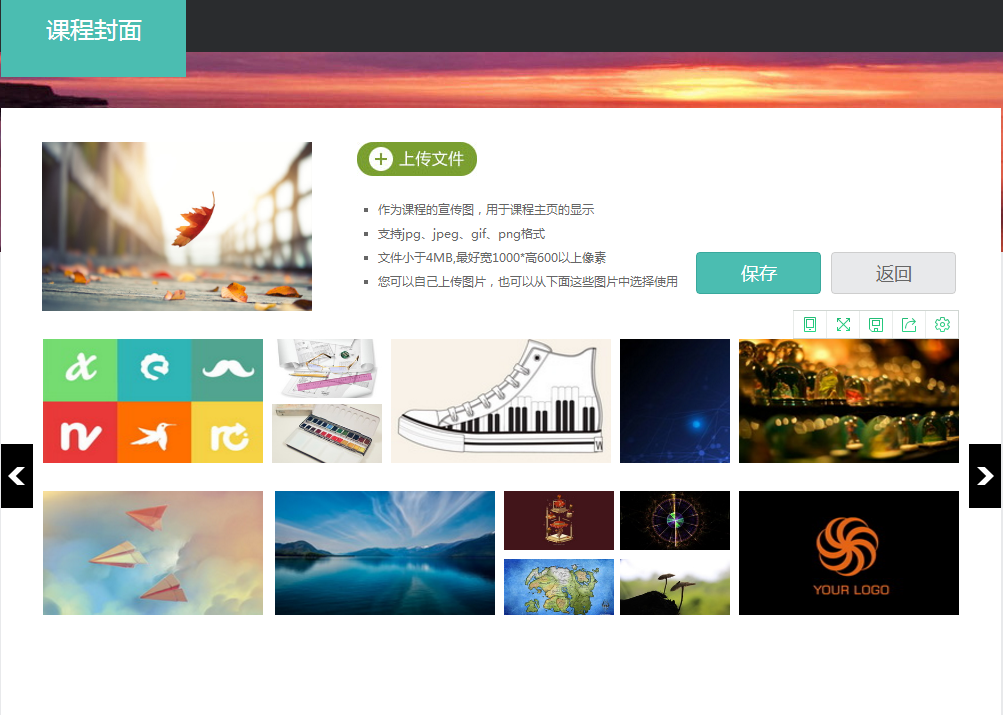 课程封面
上传文件
作为课程的宣传图，用于课程主页的显示
支持jpg、jpeg、gif、png格式
文件小于4MB,最好宽1000*高600以上像素
您可以自己上传图片，也可以从下面这些图片中选择使用
保存
返回
YOUR LOGO